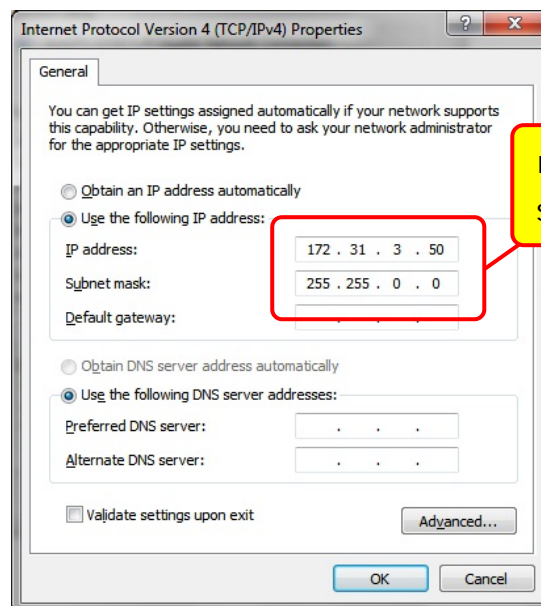 Internet Protocol Version 4 (TCP/IPv4) Properties
General
You can get IP settings assigned automatically if your network supports
this capability. Otherwise, you need to ask your network administrator
for the appropriate IP settings.
Obtain an IP address automatically
Use the following IP address:
IP address: 172 . 31 . 3 . 50
Subnet mask: 255 . 255 . 0 . 0
Default gateway: . . .
Obtain DNS server address automatically
Use the following DNS server addresses:
Preferred DNS server: . . .
Alternate DNS server: . . .
Validate settings upon exit
Advanced...
OK Cancel